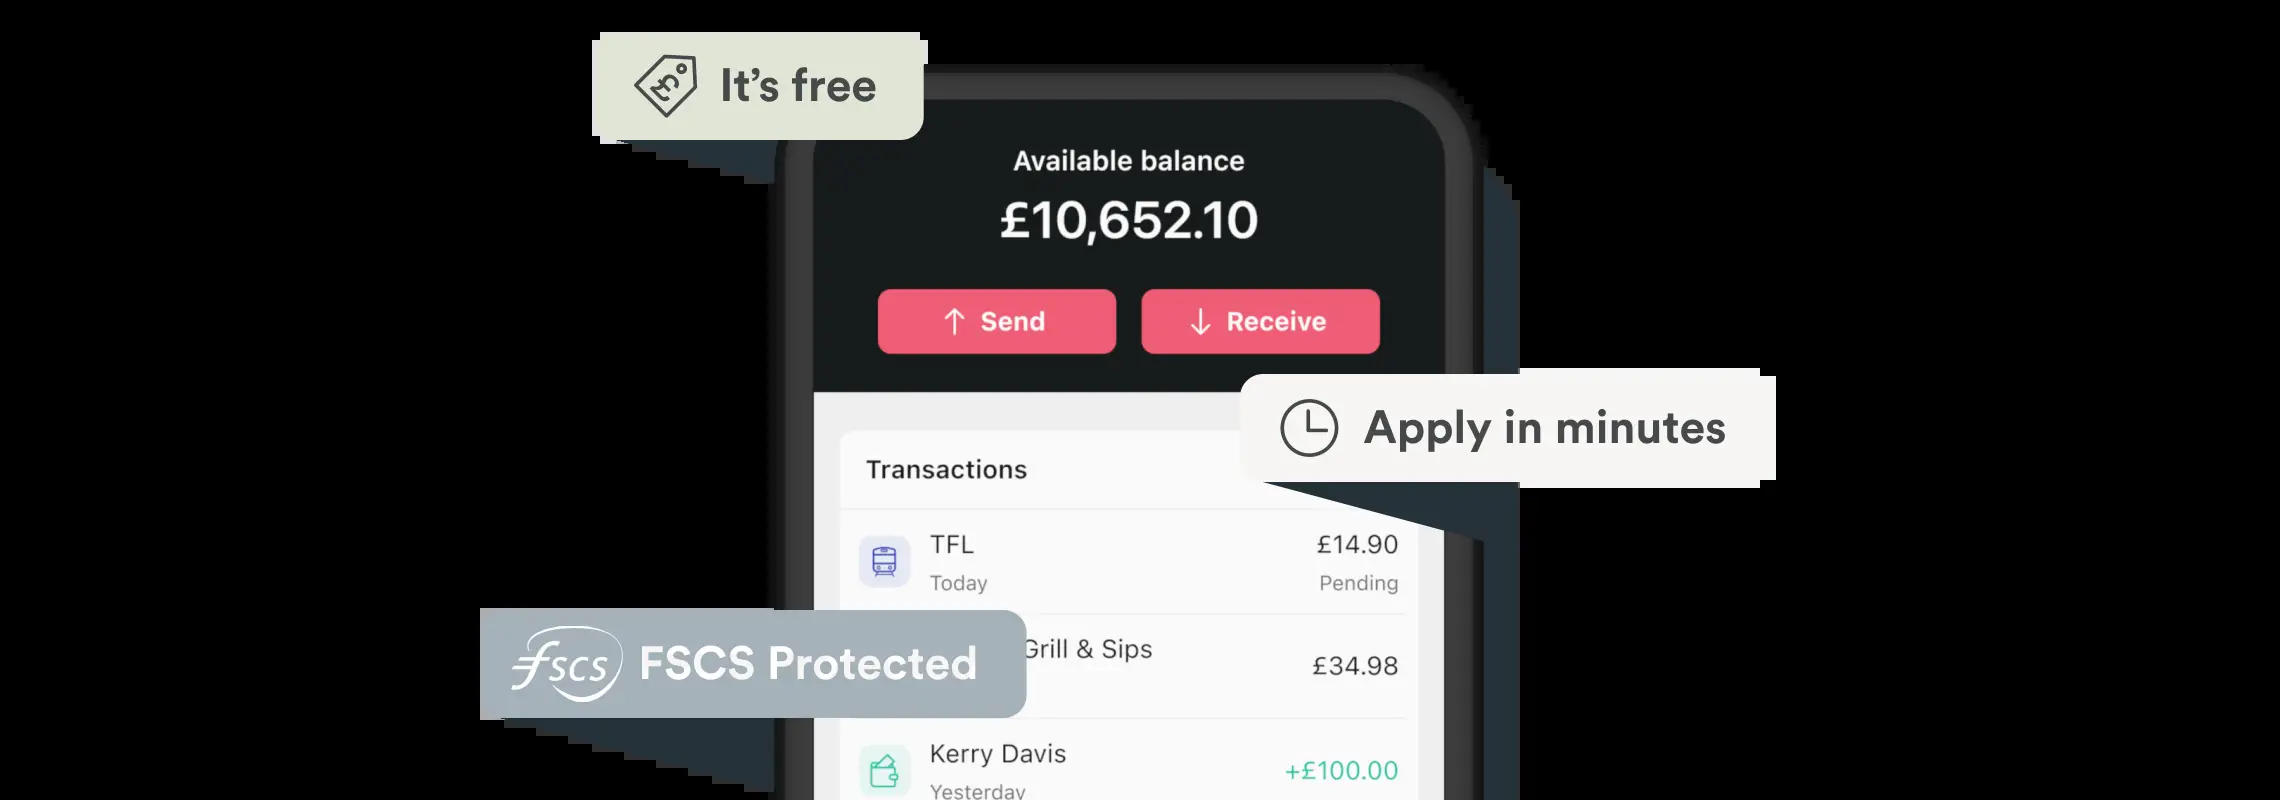 It’s free
Available balance
£10,652.10
Send
Receive
Apply in minutes
Transactions
TFL
£14.90
Today
Pending
Grill & Sips
£34.98
fscs FSCS Protected
Kerry Davis
+£100.00
Yesterday